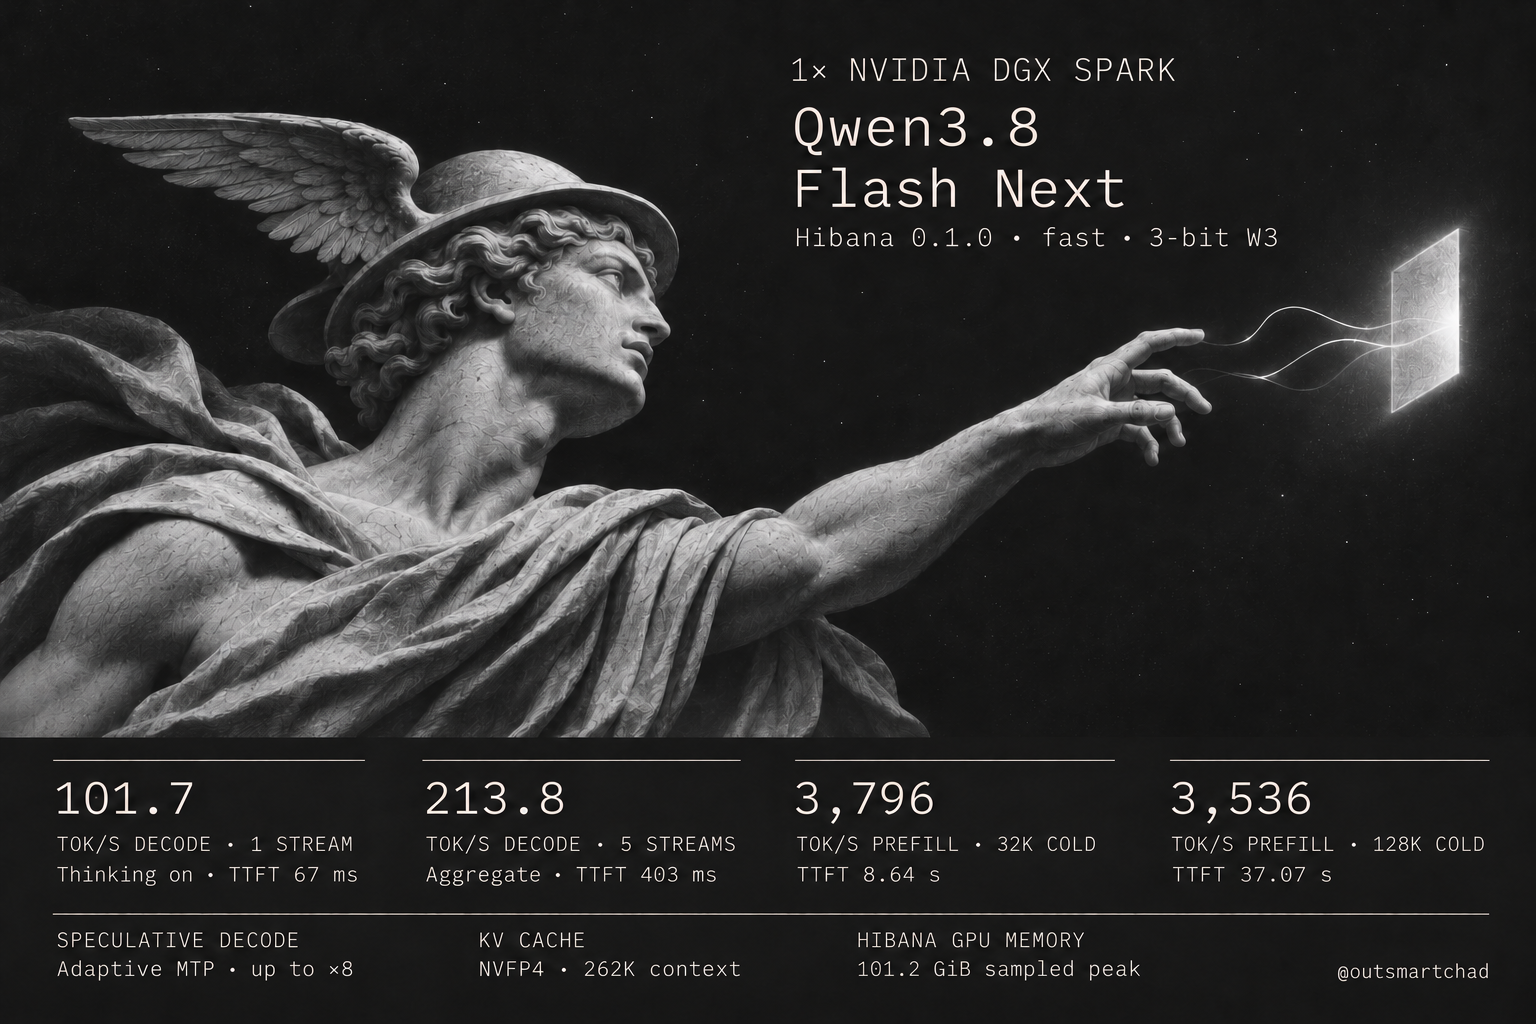 1× NVIDIA DGX SPARK
Qwen3.8
Flash Next
Hibana 0.1.0 • fast • 3-bit W3
101.7
TOK/S DECODE • 1 STREAM
Thinking on • TTFT 67 ms
213.8
TOK/S DECODE • 5 STREAMS
Aggregate • TTFT 403 ms
3,796
TOK/S PREFILL • 32K COLD
TTFT 8.64 s
3,536
TOK/S PREFILL • 128K COLD
TTFT 37.07 s
SPECULATIVE DECODE
Adaptive MTP • up to ×8
KV CACHE
NVFP4 • 262K context
HIBANA GPU MEMORY
101.2 GiB sampled peak
@outsmartchad